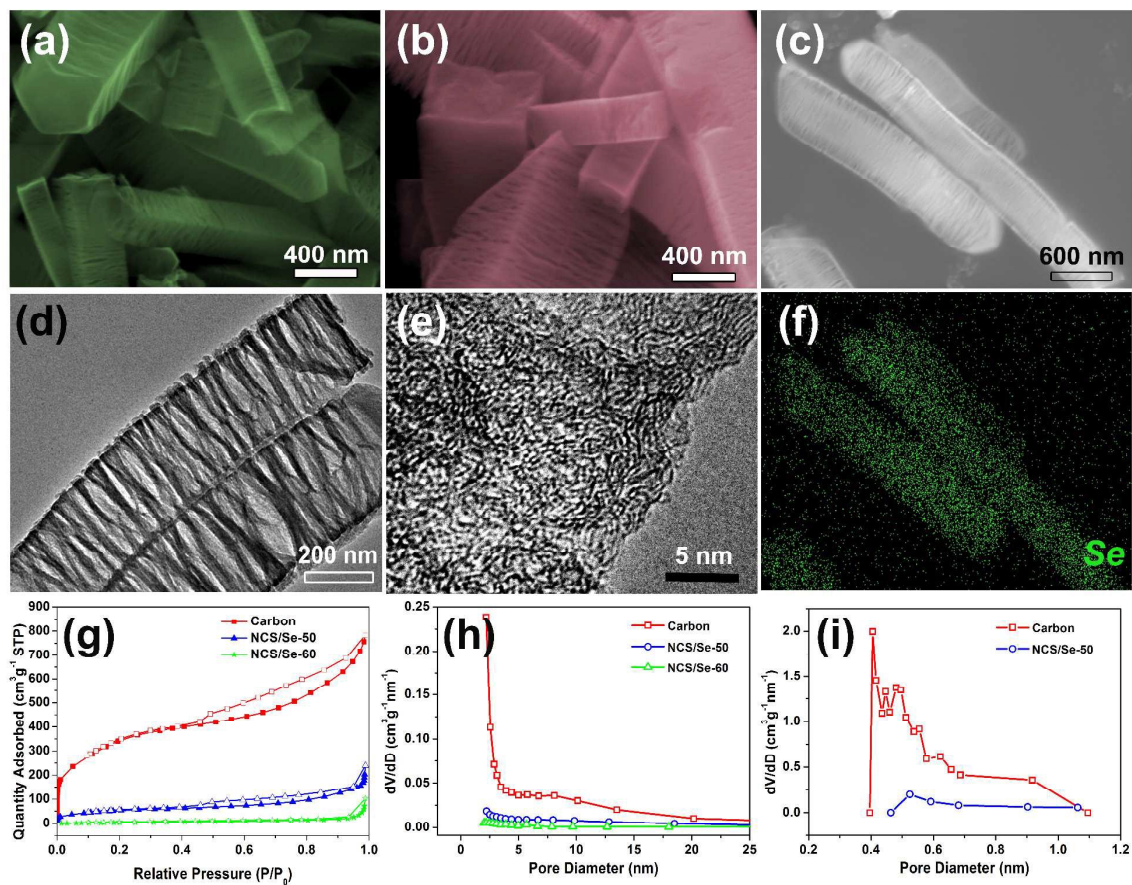 (a)
400 nm
(b)
400 nm
(c)
600 nm
(d)
200 nm
(e)
5 nm
(f)
Se
(g)
Carbon
NCS/Se-50
NCS/Se-60
Quantity Adsorbed (cm³g⁻¹ STP)
900
800
700
600
500
400
300
200
100
0
0.0 0.2 0.4 0.6 0.8 1.0
Relative Pressure (P/P₀)
(h)
Carbon
NCS/Se-50
NCS/Se-60
dV/dD (cm³g⁻¹nm⁻¹)
0.25
0.20
0.15
0.10
0.05
0.00
0 5 10 15 20 25
Pore Diameter (nm)
(i)
Carbon
NCS/Se-50
dV/dD (cm³g⁻¹nm⁻¹)
2.0
1.5
1.0
0.5
0.0
0.2 0.4 0.6 0.8 1.0 1.2
Pore Diameter (nm)